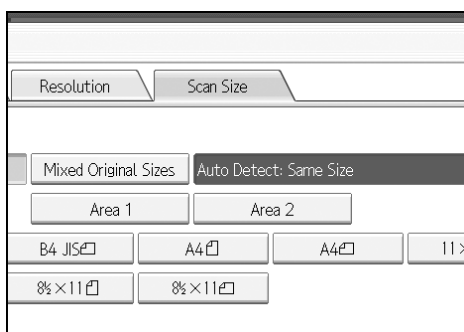 Resolution Scan Size
Mixed Original Sizes Auto Detect: Same Size
Area 1 Area 2
B4 JIS A4 A4 11×
8½×11 8½×11